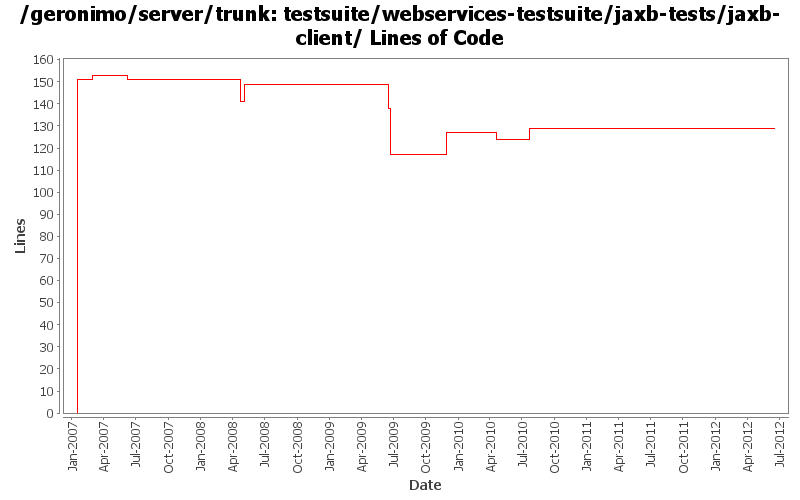 /geronimo/server/trunk: testsuite/webservices-testsuite/jaxb-tests/jaxb-
client/ Lines of Code
160
150
140
130
120
110
100
90
80
70
60
50
40
30
20
10
0
Lines
Jan-2007
Apr-2007
Jul-2007
Oct-2007
Jan-2008
Apr-2008
Jul-2008
Oct-2008
Jan-2009
Apr-2009
Jul-2009
Oct-2009
Jan-2010
Apr-2010
Jul-2010
Oct-2010
Jan-2011
Apr-2011
Jul-2011
Oct-2011
Jan-2012
Apr-2012
Jul-2012
Date